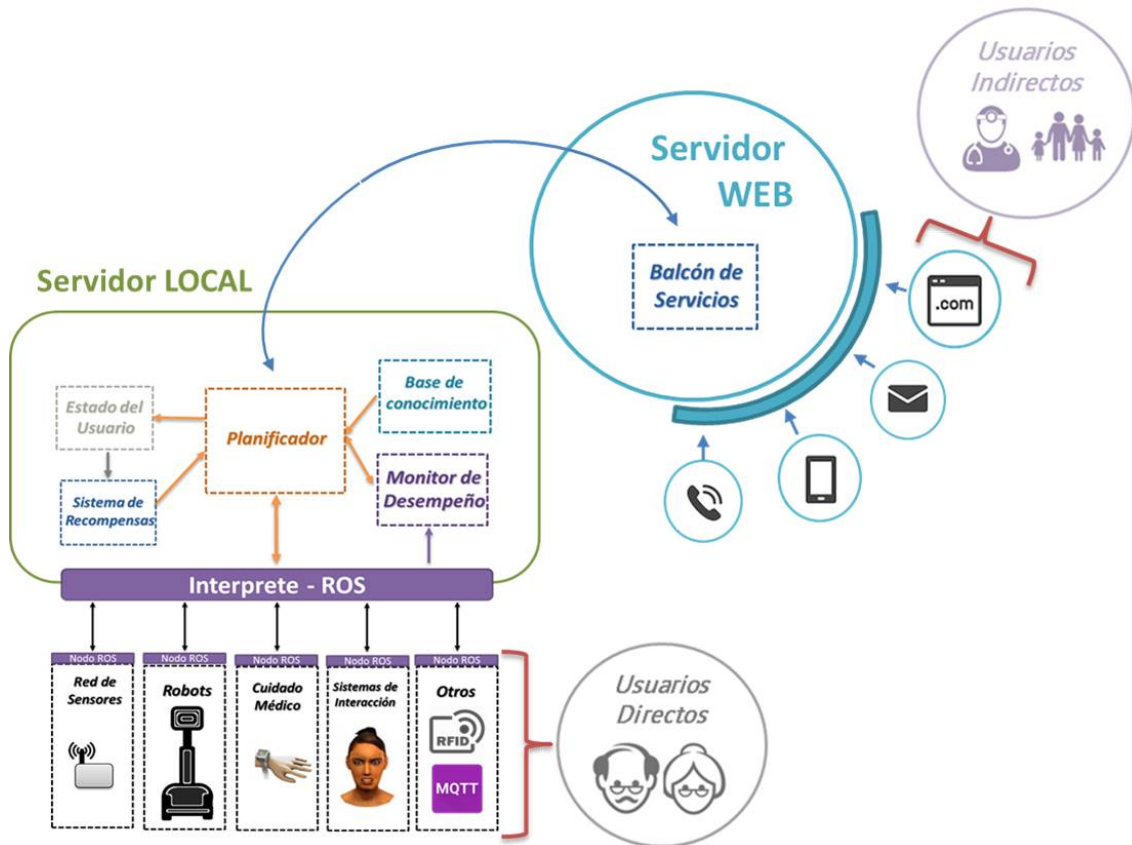 Usuarios
Indirectos
Servidor
WEB
Balcón de
Servicios
.com
Servidor LOCAL
Estado del
Usuario
Planificador
Base de
conocimiento
Sistema de
Recompensas
Monitor de
Desempeño
Interprete - ROS
Nodo ROS
Nodo ROS
Nodo ROS
Nodo ROS
Nodo ROS
Red de
Sensores
Robots
Cuidado
Médico
Sistemas de
Interacción
Otros
RFID
MQTT
Usuarios
Directos